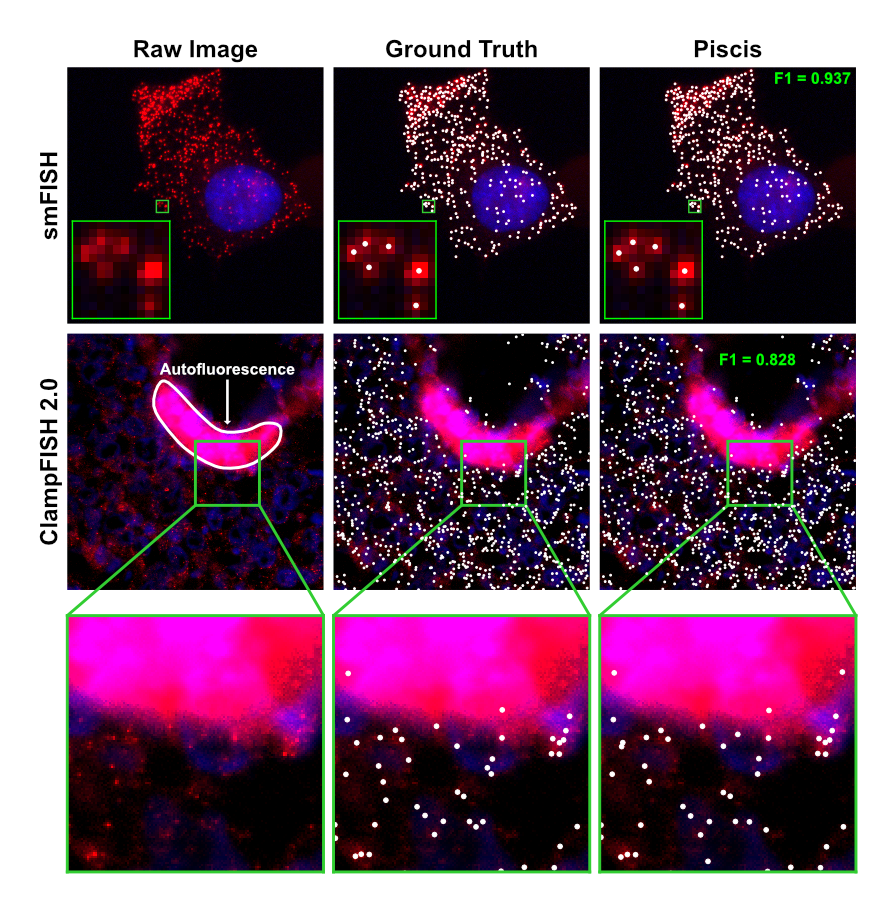 Raw Image
Ground Truth
Piscis
smFISH
F1 = 0.937
ClampFISH 2.0
Autofluorescence
F1 = 0.828